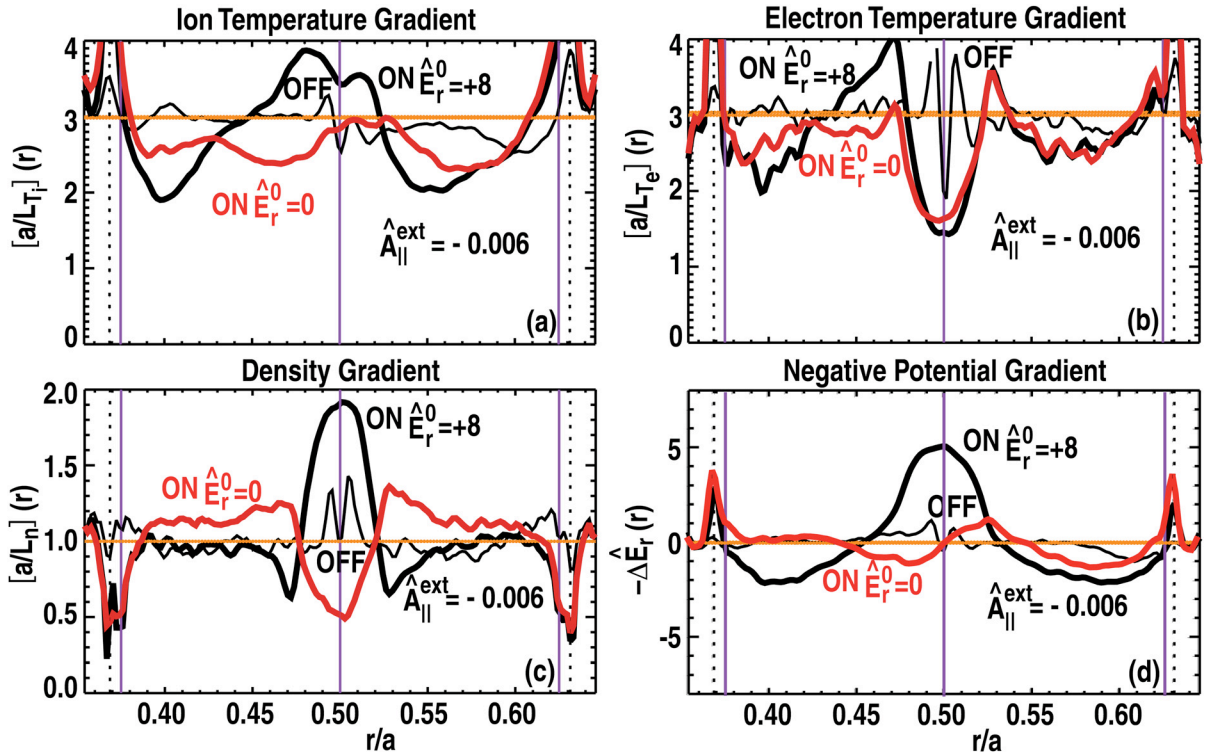 Ion Temperature Gradient
[a/L_Ti] (r)
4
3
2
1
0
OFF
ON Ê_r^0=+8
ON Ê_r^0=0
Â_||^ext = - 0.006
(a)
Electron Temperature Gradient
[a/L_Te] (r)
4
3
2
1
0
ON Ê_r^0=+8
OFF
ON Ê_r^0=0
Â_||^ext = - 0.006
(b)
Density Gradient
[a/L_n] (r)
2.0
1.5
1.0
0.5
0.0
ON Ê_r^0=+8
ON Ê_r^0=0
OFF
Â_||^ext = - 0.006
(c)
0.40 0.45 0.50 0.55 0.60
r/a
Negative Potential Gradient
-ΔÊ_r (r)
5
0
-5
ON Ê_r^0=+8
OFF
ON Ê_r^0=0
Â_||^ext = - 0.006
(d)
0.40 0.45 0.50 0.55 0.60
r/a